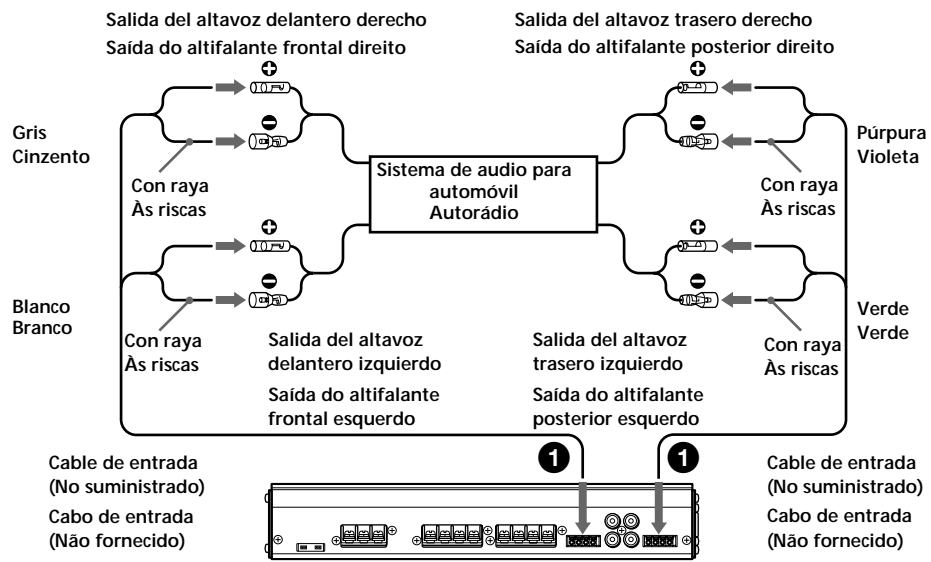 Salida del altavoz delantero derecho
Saída do altifalante frontal direito
Salida del altavoz trasero derecho
Saída do altifalante posterior direito
Gris
Cinzento
Con raya
Às riscas
Sistema de audio para
automóvil
Autorádio
Púrpura
Violeta
Con raya
Às riscas
Blanco
Branco
Con raya
Às riscas
Salida del altavoz
delantero izquierdo
Saída do altifalante
frontal esquerdo
Salida del altavoz
trasero izquierdo
Saída do altifalante
posterior esquerdo
Verde
Verde
Con raya
Às riscas
1
1
Cable de entrada
(No suministrado)
Cabo de entrada
(Não fornecido)
Cable de entrada
(No suministrado)
Cabo de entrada
(Não fornecido)